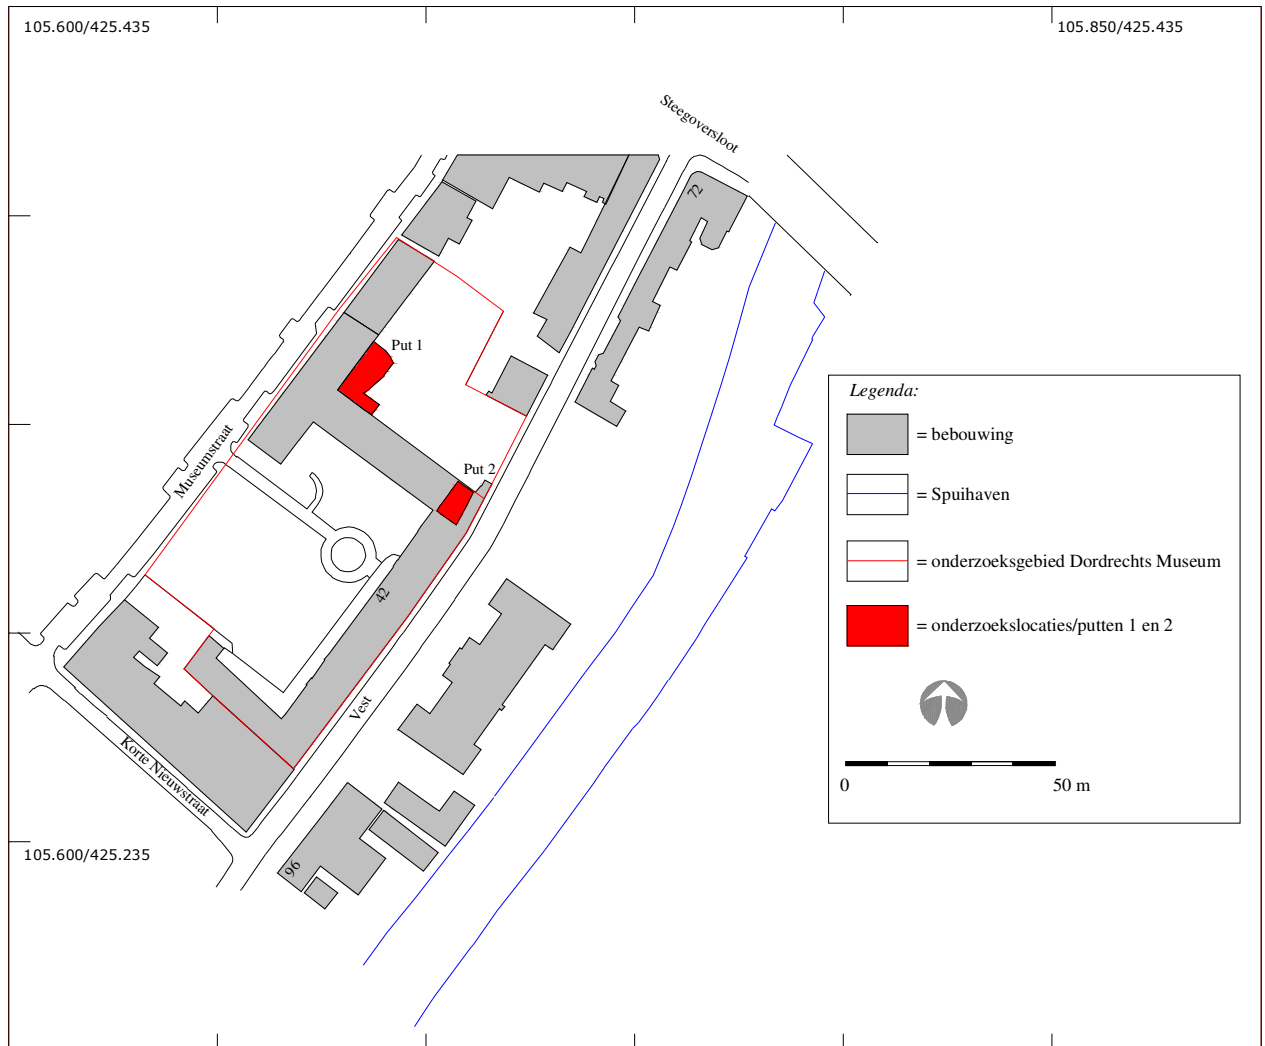 105.600/425.435
105.850/425.435
Steegoversloot
72
Put 1
Museumstraat
Put 2
42
Vest
Korte Nieuwstraat
105.600/425.235
96
Legenda:
= bebouwing
= Spuihaven
= onderzoeksgebied Dordrechts Museum
= onderzoekslocaties/putten 1 en 2
0
50 m